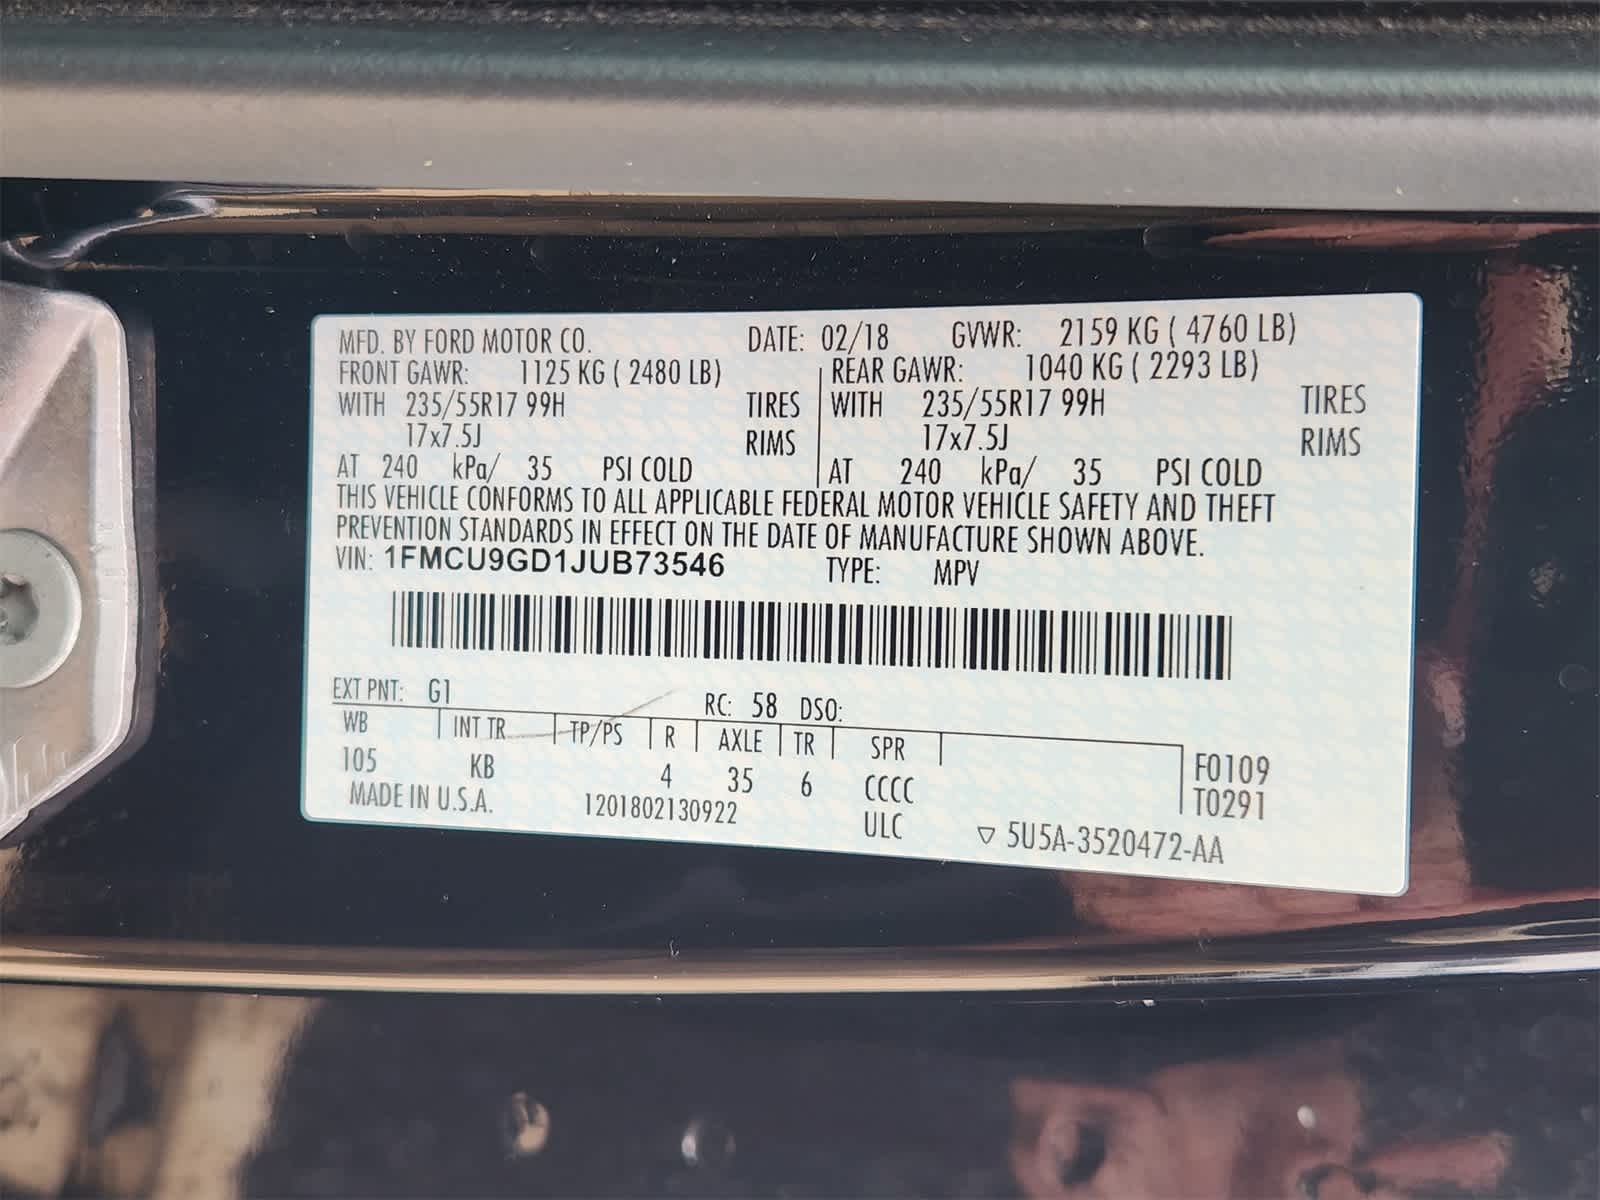 MFD. BY FORD MOTOR CO. DATE: 02/18 GVWR: 2159 KG ( 4760 LB)
FRONT GAWR: 1125 KG ( 2480 LB) REAR GAWR: 1040 KG ( 2293 LB)
WITH 235/55R17 99H TIRES WITH 235/55R17 99H TIRES
17x7.5J RIMS 17x7.5J RIMS
AT 240 kPa/ 35 PSI COLD AT 240 kPa/ 35 PSI COLD
THIS VEHICLE CONFORMS TO ALL APPLICABLE FEDERAL MOTOR VEHICLE SAFETY AND THEFT
PREVENTION STANDARDS IN EFFECT ON THE DATE OF MANUFACTURE SHOWN ABOVE.
VIN: 1FMCU9GD1JUB73546 TYPE: MPV
EXT PNT: G1 RC: 58 DSO:
WB INT TR TP/PS R AXLE TR SPR
105 KB 4 35 6 CCCC F0109
MADE IN U.S.A. 1201802130922 ULC T0291
▽ 5U5A-3520472-AA